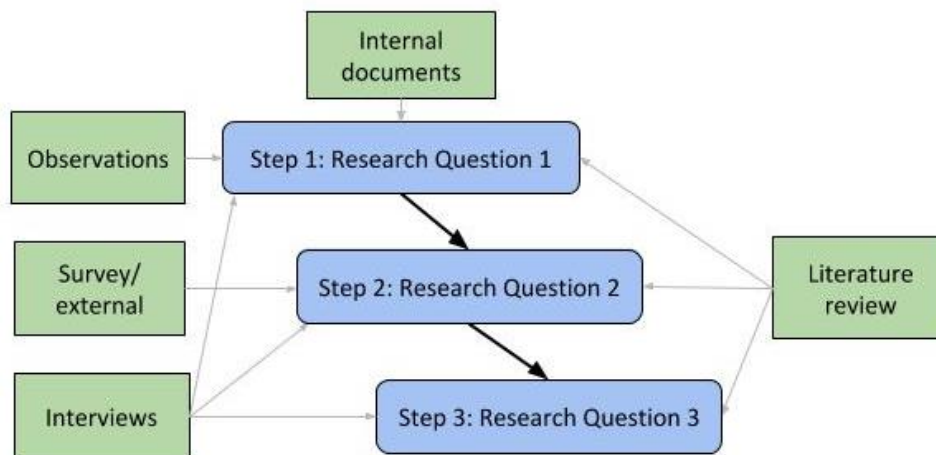 Internal
documents
Observations
Step 1: Research Question 1
Survey/
external
Step 2: Research Question 2
Literature
review
Interviews
Step 3: Research Question 3